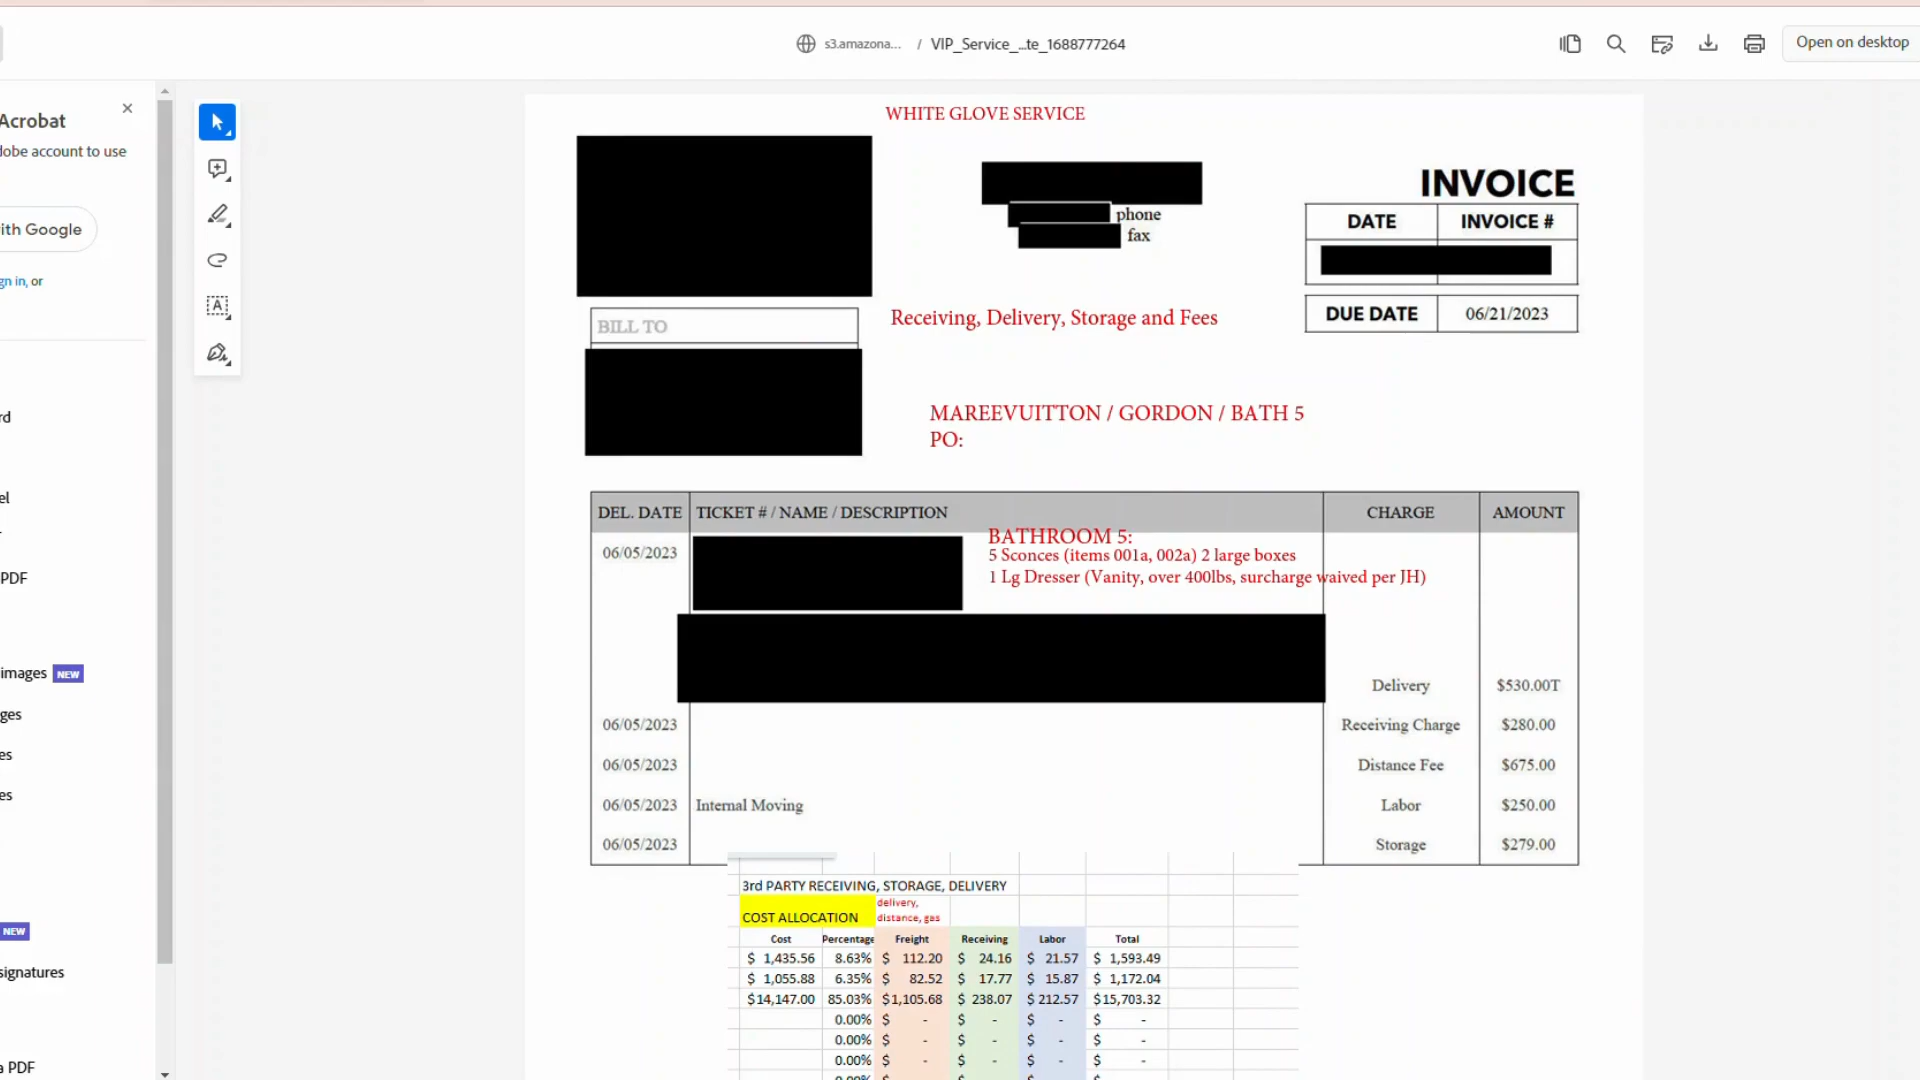 s3.amazona... / VIP_Service_...te_1688777264
Open on desktop
Acrobat
dobe account to use
ith Google
gn in, or
rd
el
PDF
images NEW
ges
es
es
NEW
signatures
a PDF
WHITE GLOVE SERVICE
phone
fax
INVOICE
DATE INVOICE #
DUE DATE 06/21/2023
BILL TO
Receiving, Delivery, Storage and Fees
MAREEVUITTON / GORDON / BATH 5
PO:
DEL. DATE TICKET # / NAME / DESCRIPTION CHARGE AMOUNT
BATHROOM 5:
06/05/2023 5 Sconces (items 001a, 002a) 2 large boxes
1 Lg Dresser (Vanity, over 400lbs, surcharge waived per JH)
Delivery $530.00T
06/05/2023 Receiving Charge $280.00
06/05/2023 Distance Fee $675.00
06/05/2023 Internal Moving Labor $250.00
06/05/2023 Storage $279.00
3rd PARTY RECEIVING, STORAGE, DELIVERY
COST ALLOCATION delivery,
distance, gas
Cost Percentage Freight Receiving Labor Total
$ 1,435.56 8.63% $ 112.20 $ 24.16 $ 21.57 $ 1,593.49
$ 1,055.88 6.35% $ 82.52 $ 17.77 $ 15.87 $ 1,172.04
$14,147.00 85.03% $1,105.68 $ 238.07 $ 212.57 $15,703.32
0.00% $ - $ - $ - $ -
0.00% $ - $ - $ - $ -
0.00% $ - $ - $ - $ -